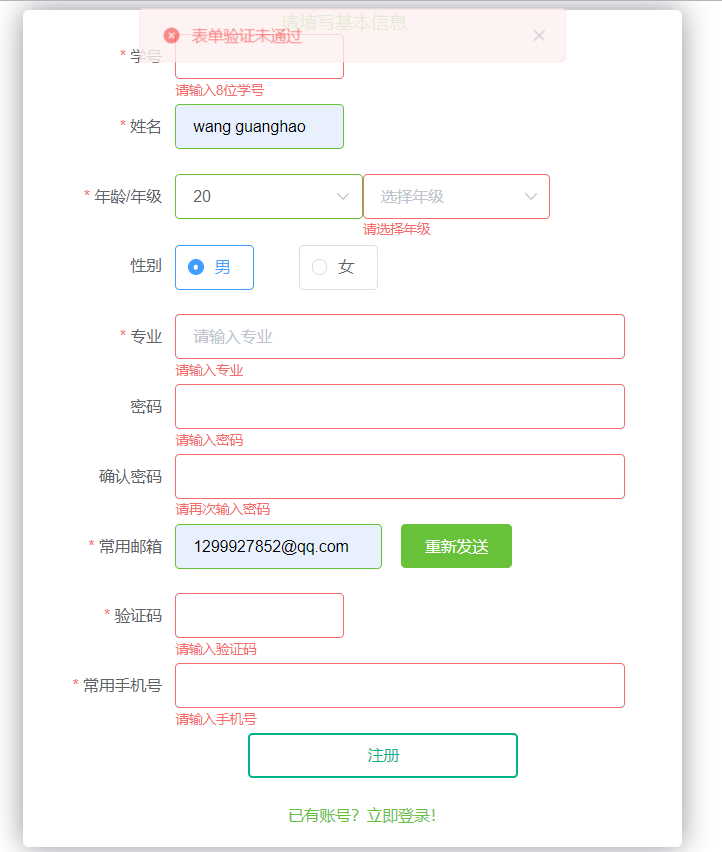 请填写基本信息
表单验证未通过
* 学号
请输入8位学号
* 姓名 wang guanghao
* 年龄/年级 20 选择年级
请选择年级
性别 男 女
* 专业 请输入专业
请输入专业
密码
请输入密码
确认密码
请再次输入密码
* 常用邮箱 1299927852@qq.com 重新发送
* 验证码
请输入验证码
* 常用手机号
请输入手机号
注册
已有账号？立即登录！